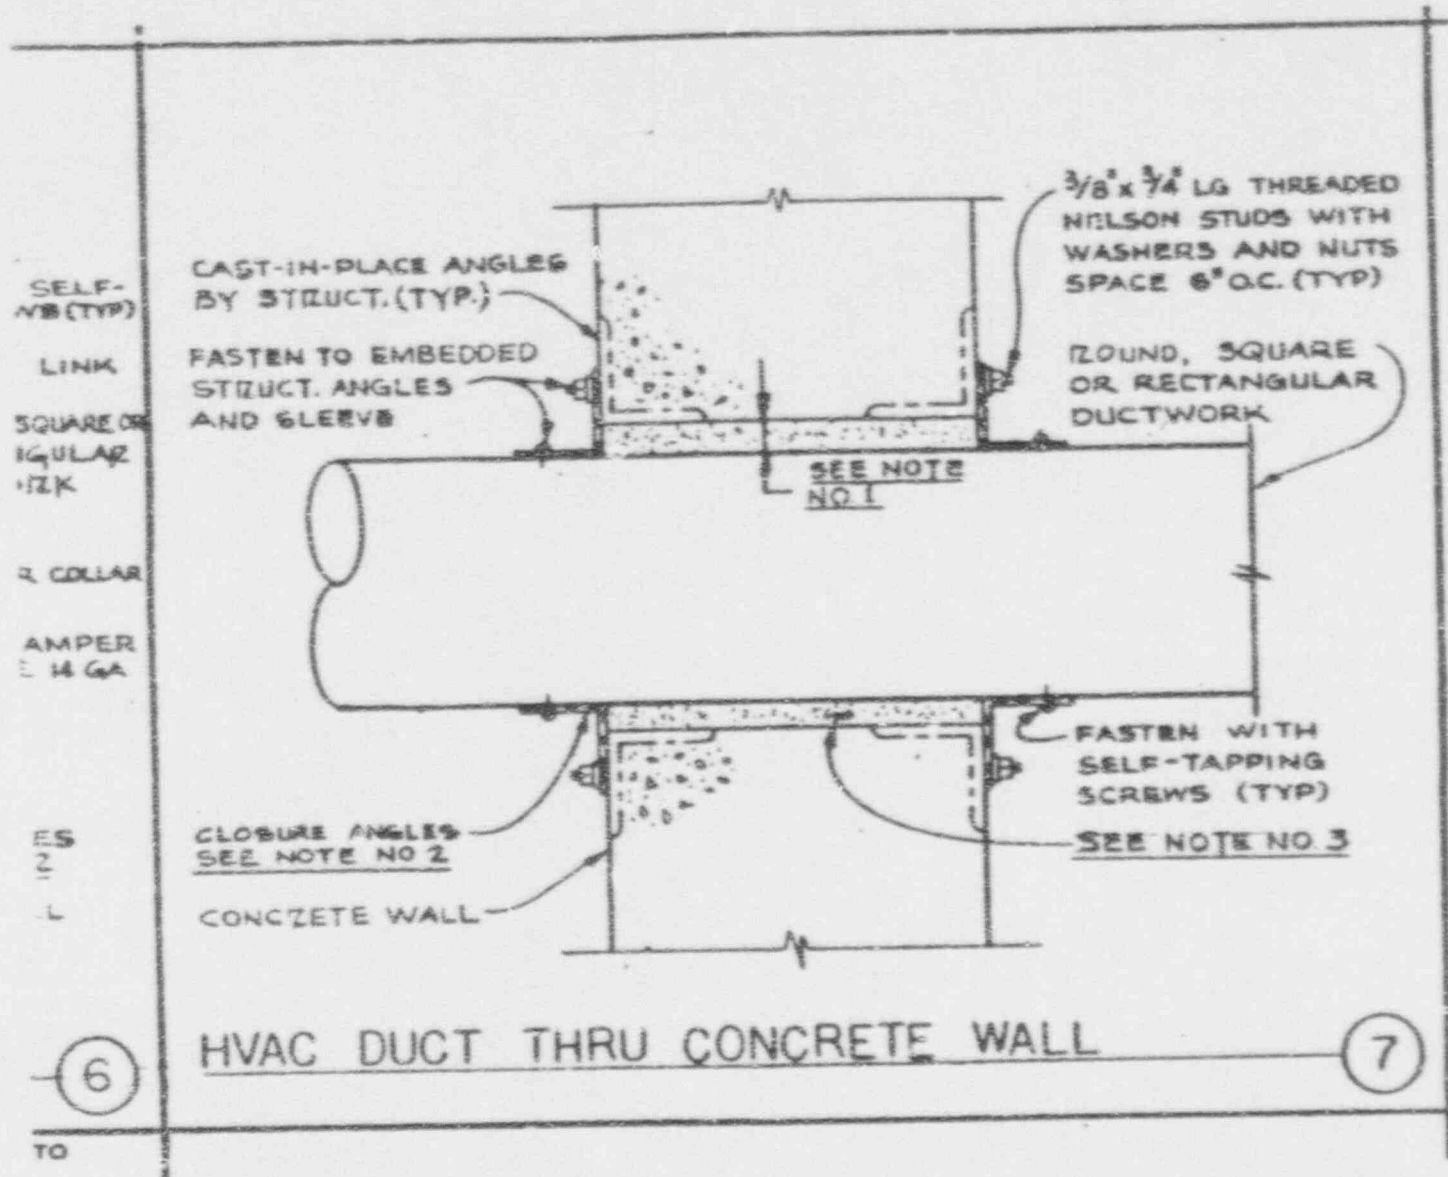 SELF-
(TYP)
LINK
SQUARE OR
GULAR
RK
R COLLAR
AMPER
14 GA
ES
2
L
6
TO
CAST-IN-PLACE ANGLES
BY STRUCT. (TYP.)
FASTEN TO EMBEDDED
STRUCT. ANGLES
AND SLEEVE
3/8" x 3/4" LG THREADED
NELSON STUDS WITH
WASHERS AND NUTS
SPACE 6" O.C. (TYP)
ROUND, SQUARE
OR RECTANGULAR
DUCTWORK
SEE NOTE
NO 1
CLOSURE ANGLES
SEE NOTE NO 2
CONCRETE WALL
FASTEN WITH
SELF-TAPPING
SCREWS (TYP)
SEE NOTE NO 3
HVAC DUCT THRU CONCRETE WALL
7